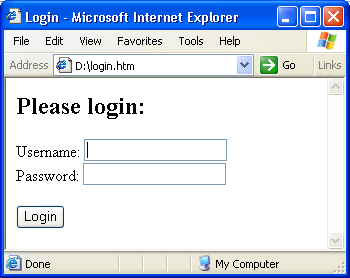 Login - Microsoft Internet Explorer
File Edit View Favorites Tools Help
Address D:\login.htm Go Links
Please login:
Username:
Password:
Login
Done My Computer